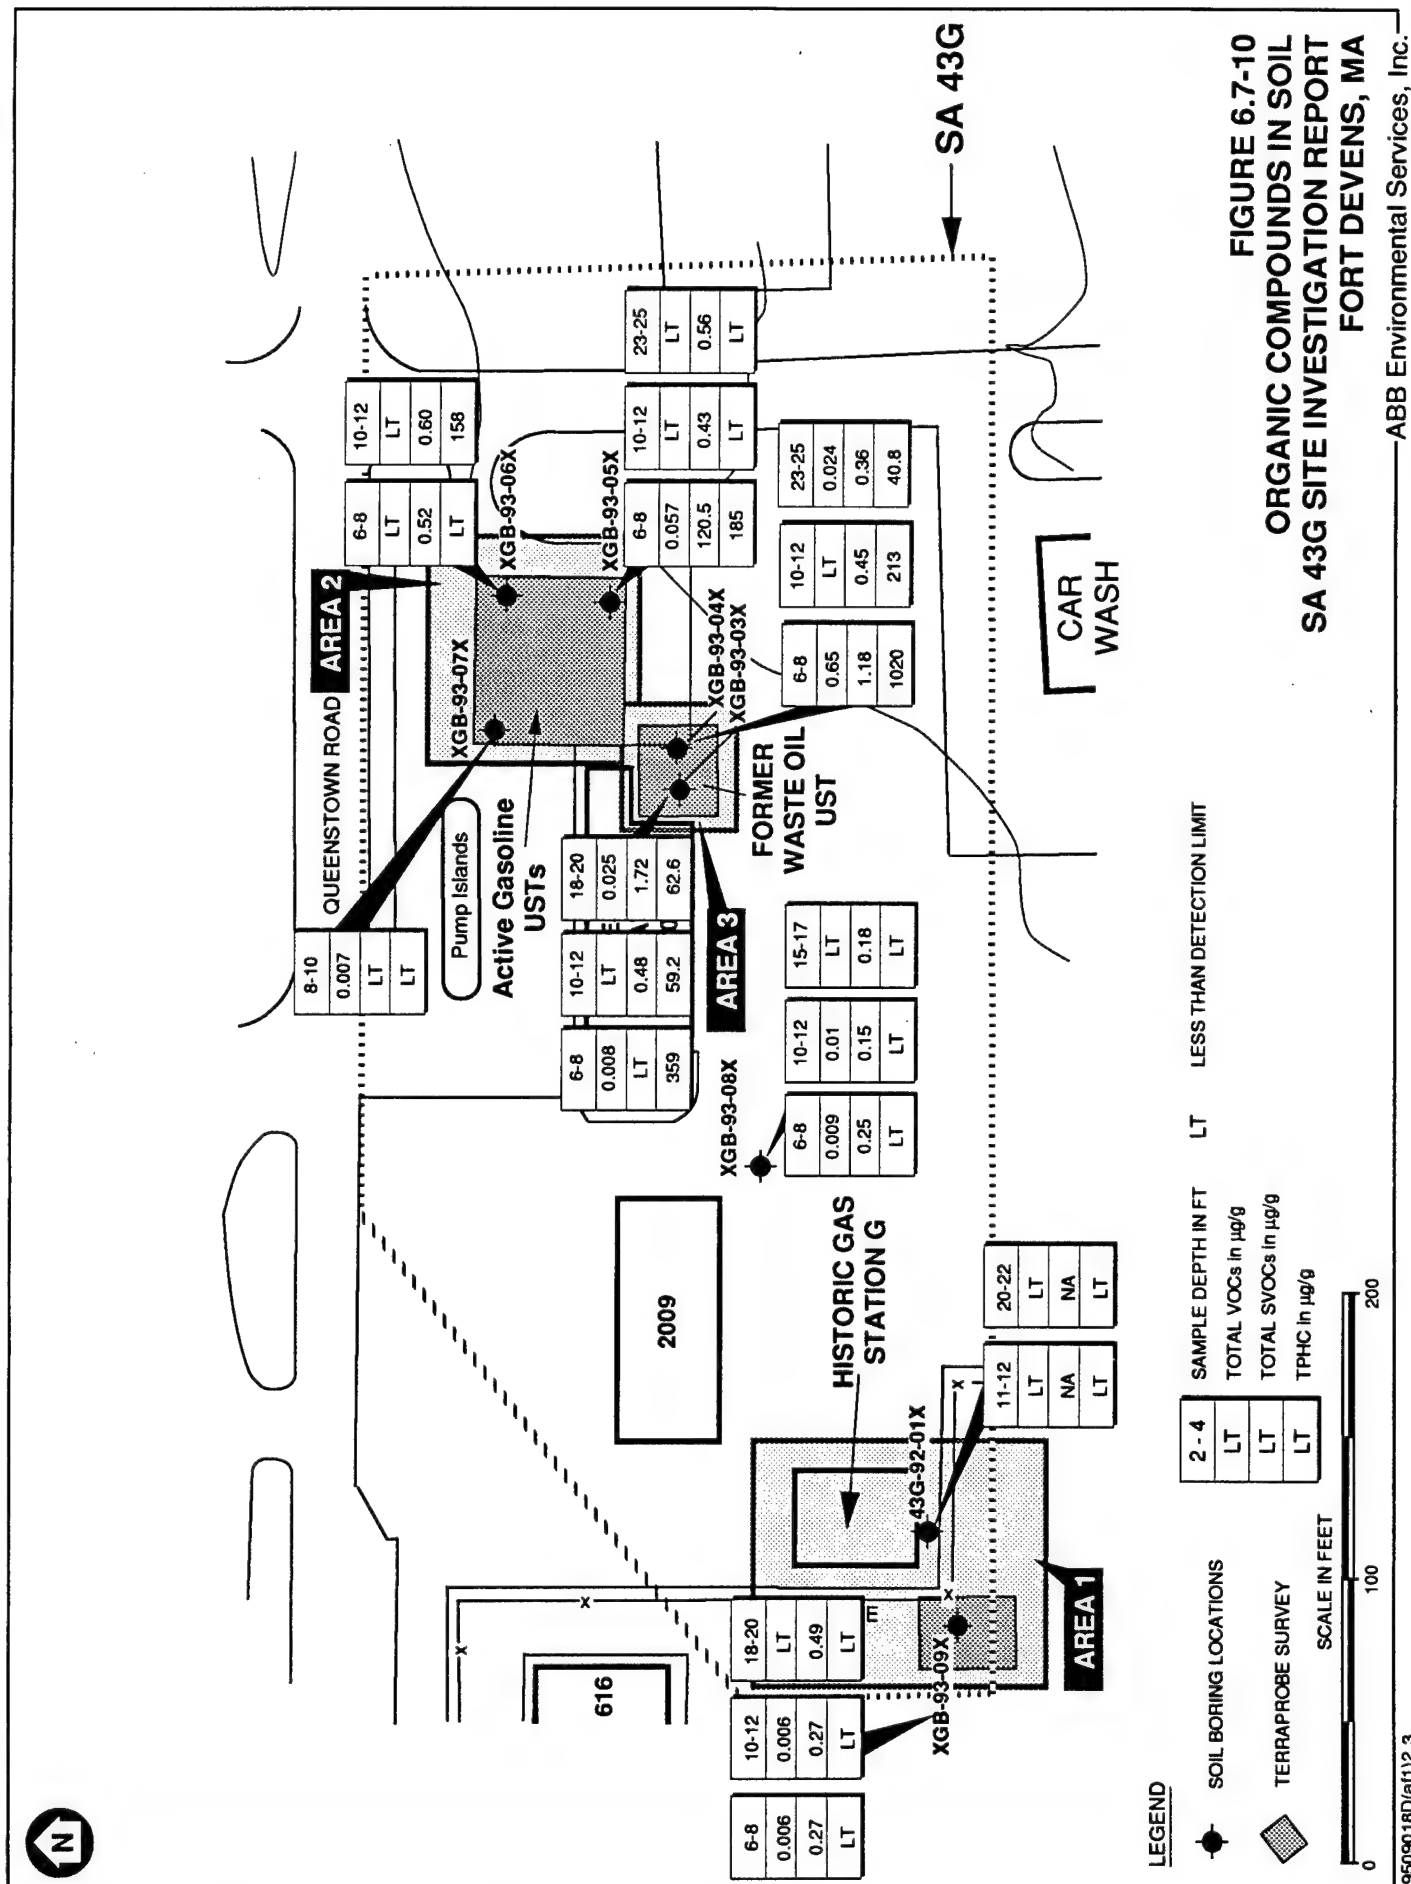 N
QUEENSTOWN ROAD
AREA 2
8-10
0.007
LT
LT
6-8
LT
0.52
LT
10-12
LT
0.60
158
XGB-93-07X
XGB-93-06X
XGB-93-05X
Pump Islands
Active Gasoline
USTs
6-8
0.008
LT
359
10-12
LT
0.48
59.2
18-20
0.025
1.72
62.6
6-8
0.057
120.5
185
10-12
LT
0.43
LT
23-25
LT
0.56
LT
XGB-93-04X
XGB-93-03X
AREA 3
FORMER
WASTE OIL
UST
6-8
0.65
1.18
1020
10-12
LT
0.45
213
23-25
0.024
0.36
40.8
616
2009
XGB-93-08X
6-8
0.009
0.25
LT
10-12
0.01
0.15
LT
15-17
LT
0.18
LT
HISTORIC GAS
STATION G
6-8
0.006
0.27
LT
10-12
0.006
0.27
LT
18-20
LT
0.49
LT
E
X
X
X
X
XGB-93-09X
43G-92-01X
11-12
LT
NA
LT
20-22
LT
NA
LT
AREA 1
CAR
WASH
SA 43G
LEGEND
SOIL BORING LOCATIONS
TERRAPROBE SURVEY
2 - 4
LT
LT
LT
SAMPLE DEPTH IN FT
TOTAL VOCs in µg/g
TOTAL SVOCs in µg/g
TPHC in µg/g
LT LESS THAN DETECTION LIMIT
SCALE IN FEET
0 100 200
FIGURE 6.7-10
ORGANIC COMPOUNDS IN SOIL
SA 43G SITE INVESTIGATION REPORT
FORT DEVENS, MA
ABB Environmental Services, Inc.